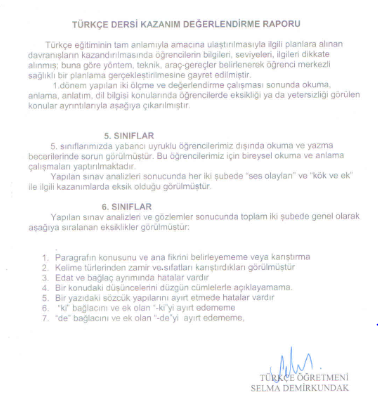 TÜRKÇE DERSİ KAZANIM DEĞERLENDİRME RAPORU
Türkçe eğitiminin tam anlamıyla amacına ulaştırılmasıyla ilgili planlara alınan
davranışların kazandırılmasında öğrencilerin bilgileri, seviyeleri, ilgileri dikkate
alınmış; buna göre yöntem, teknik, araç-gereçler belirlenerek öğrenci merkezli
sağlıklı bir planlama gerçekleştirilmesine gayret edilmiştir.
1.dönem yapılan iki ölçme ve değerlendirme çalışması sonunda okuma,
anlama, anlatım, dil bilgisi konularında öğrencilerde eksikliği ya da yetersizliği görülen
konular ayrıntılarıyla aşağıya çıkarılmıştır.
5. SINIFLAR
5. sınıflarımızda yabancı uyruklu öğrencilerimiz dışında okuma ve yazma
becerilerinde sorun görülmüştür. Bu öğrencilerimiz için bireysel okuma ve anlama
çalışmaları yaptırılmaktadır.
Yapılan sınav analizleri sonucunda her iki şubede "ses olayları" ve "kök ve ek"
ile ilgili kazanımlarda eksik olduğu görülmüştür.
6. SINIFLAR
Yapılan sınav analizleri ve gözlemler sonucunda toplam iki şubede genel olarak
aşağıya sıralanan eksiklikler görülmüştür:
1. Paragrafın konusunu ve ana fikrini belirleyememe veya karıştırma
2. Kelime türlerinden zamir ve sıfatları karıştırdıkları görülmüştür
3. Edat ve bağlaç ayrımında hatalar vardır
4. Bir konudaki düşüncelerini düzgün cümlelerle açıklayamama.
5. Bir yazıdaki sözcük yapılarını ayırt etmede hatalar vardır
6. "ki" bağlacını ve ek olan "-ki"yi ayırt edememe
7. "de" bağlacını ve ek olan "-de"yi ayırt edememe,
TÜRKÇE ÖĞRETMENİ
SELMA DEMİRKUNDAK